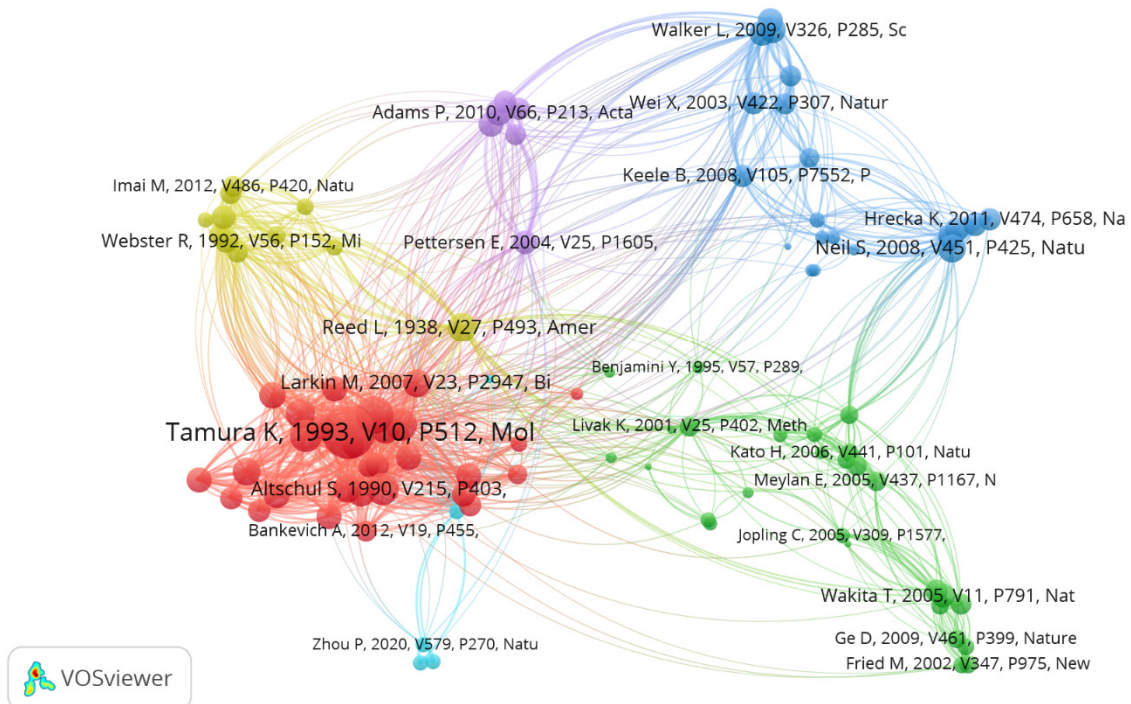 Walker L, 2009, V326, P285, Sc
Adams P, 2010, V66, P213, Acta
Wei X, 2003, V422, P307, Natur
Imai M, 2012, V486, P420, Natu
Keele B, 2008, V105, P7552, P
Hrecka K, 2011, V474, P658, Na
Webster R, 1992, V56, P152, Mi
Pettersen E, 2004, V25, P1605,
Neil S, 2008, V451, P425, Natu
Reed L, 1938, V27, P493, Amer
Benjamini Y, 1995, V57, P289,
Larkin M, 2007, V23, P2947, Bi
Livak K, 2001, V25, P402, Meth
Tamura K, 1993, V10, P512, Mol
Kato H, 2006, V441, P101, Natu
Meylan E, 2005, V437, P1167, N
Altschul S, 1990, V215, P403,
Bankevich A, 2012, V19, P455,
Jopling C, 2005, V309, P1577,
Wakita T, 2005, V11, P791, Nat
Ge D, 2009, V461, P399, Nature
Zhou P, 2020, V579, P270, Natu
Fried M, 2002, V347, P975, New
VOSviewer